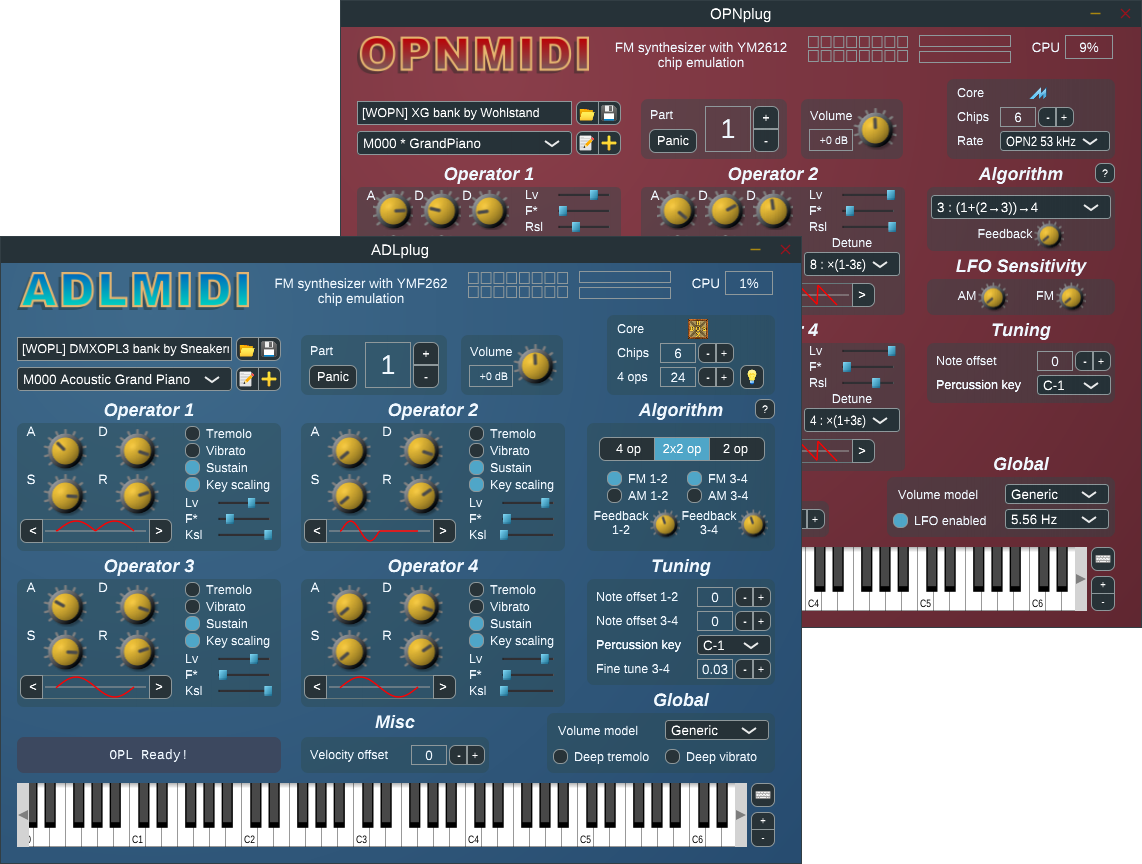 OPNplug
OPNMIDI
FM synthesizer with YM2612
chip emulation
CPU 9%
[WOPN] XG bank by Wohlstand
M000 * GrandPiano
Part
Panic
1
+
-
Volume
+0 dB
Core
Chips 6 - +
Rate OPN2 53 kHz
Operator 1
A D D
Lv
F*
Rsl
Operator 2
A D D
Lv
F*
Rsl
Detune
8 : ×(1-3ε)
>
Algorithm ?
3 : (1+(2→3))→4
Feedback
LFO Sensitivity
AM FM
4
Lv
F*
Rsl
Detune
4 : ×(1+3ε)
>
Tuning
Note offset 0 - +
Percussion key C-1
Global
Volume model Generic
LFO enabled 5.56 Hz
+
C4 C5 C6
+
-
ADLplug
ADLMIDI
FM synthesizer with YMF262
chip emulation
CPU 1%
[WOPL] DMXOPL3 bank by Sneakern
M000 Acoustic Grand Piano
Part
Panic
1
+
-
Volume
+0 dB
Core
Chips 6 - +
4 ops 24 - +
Operator 1
A D
S R
Tremolo
Vibrato
Sustain
Key scaling
Lv
F*
Ksl
< >
Operator 2
A D
S R
Tremolo
Vibrato
Sustain
Key scaling
Lv
F*
Ksl
< >
Algorithm ?
4 op 2x2 op 2 op
FM 1-2 FM 3-4
AM 1-2 AM 3-4
Feedback
1-2
Feedback
3-4
Operator 3
A D
S R
Tremolo
Vibrato
Sustain
Key scaling
Lv
F*
Ksl
< >
Operator 4
A D
S R
Tremolo
Vibrato
Sustain
Key scaling
Lv
F*
Ksl
< >
Tuning
Note offset 1-2 0 - +
Note offset 3-4 0 - +
Percussion key C-1
Fine tune 3-4 0.03 - +
Misc
OPL Ready!
Velocity offset 0 - +
Global
Volume model Generic
Deep tremolo Deep vibrato
C1 C2 C3 C4 C5 C6
+
-